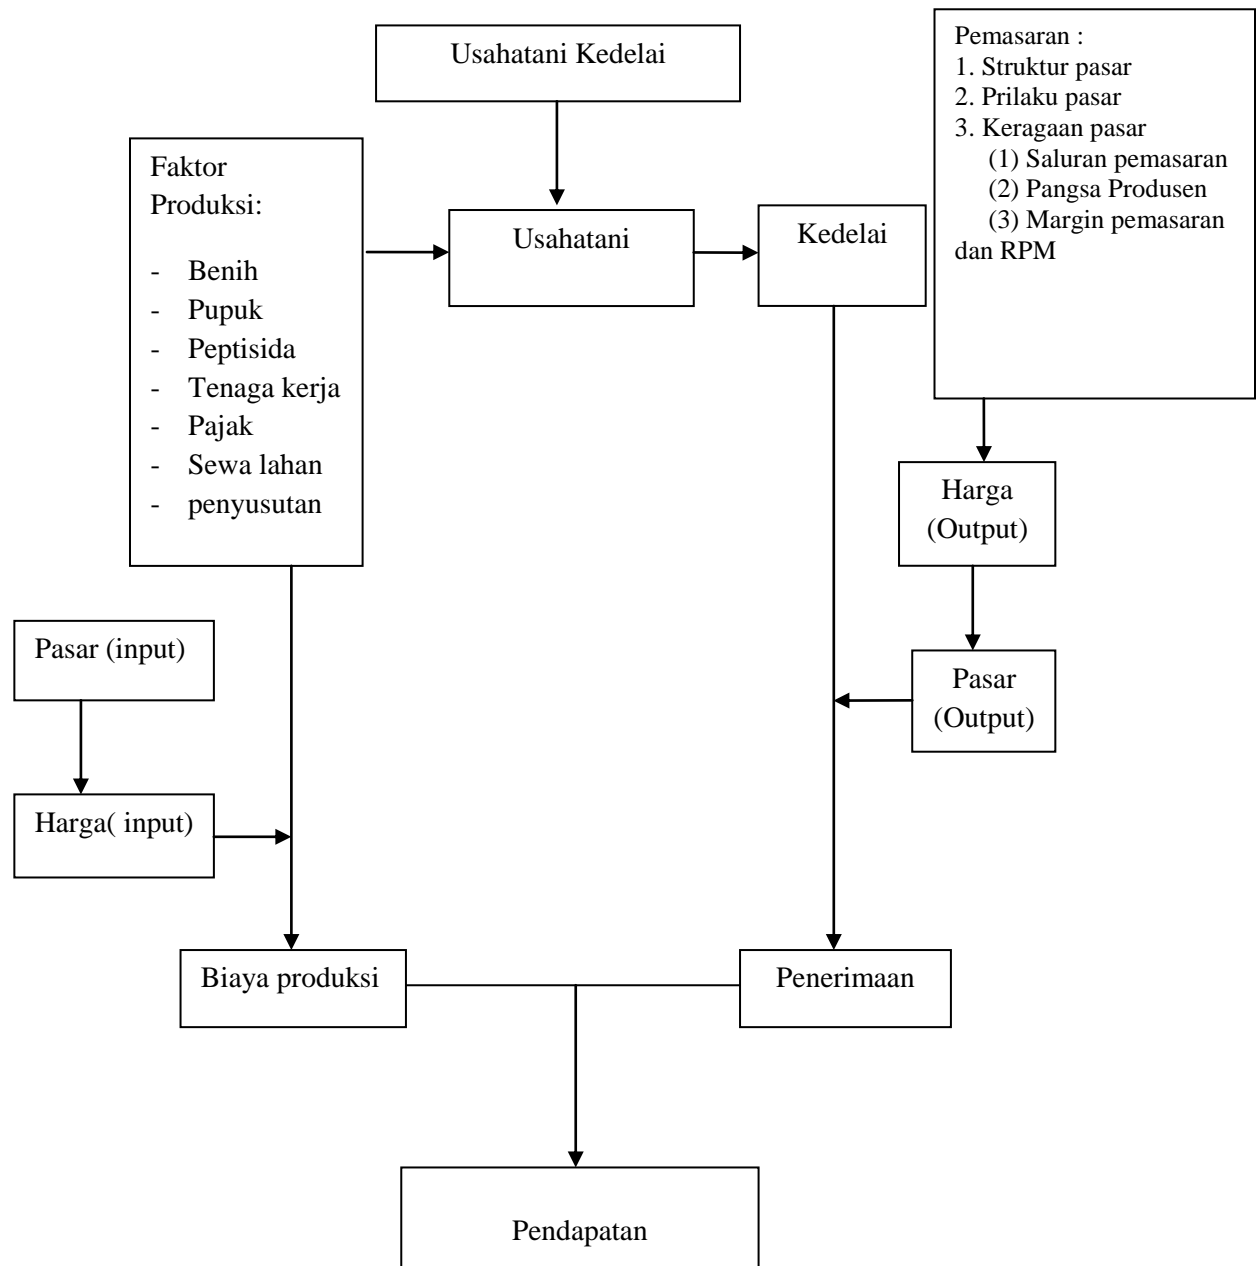 Usahatani Kedelai
Pemasaran :
1. Struktur pasar
2. Prilaku pasar
3. Keragaan pasar
(1) Saluran pemasaran
(2) Pangsa Produsen
(3) Margin pemasaran
dan RPM
Faktor
Produksi:
- Benih
- Pupuk
- Peptisida
- Tenaga kerja
- Pajak
- Sewa lahan
- penyusutan
Usahatani
Kedelai
Harga
(Output)
Pasar (input)
Pasar
(Output)
Harga( input)
Biaya produksi
Penerimaan
Pendapatan